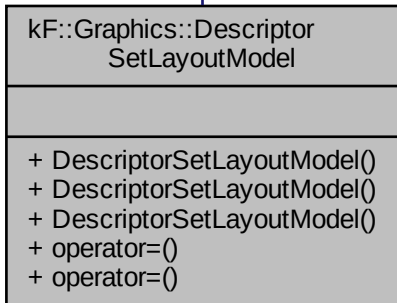 kF::Graphics::Descriptor
SetLayoutModel
+ DescriptorSetLayoutModel()
+ DescriptorSetLayoutModel()
+ DescriptorSetLayoutModel()
+ operator=()
+ operator=()